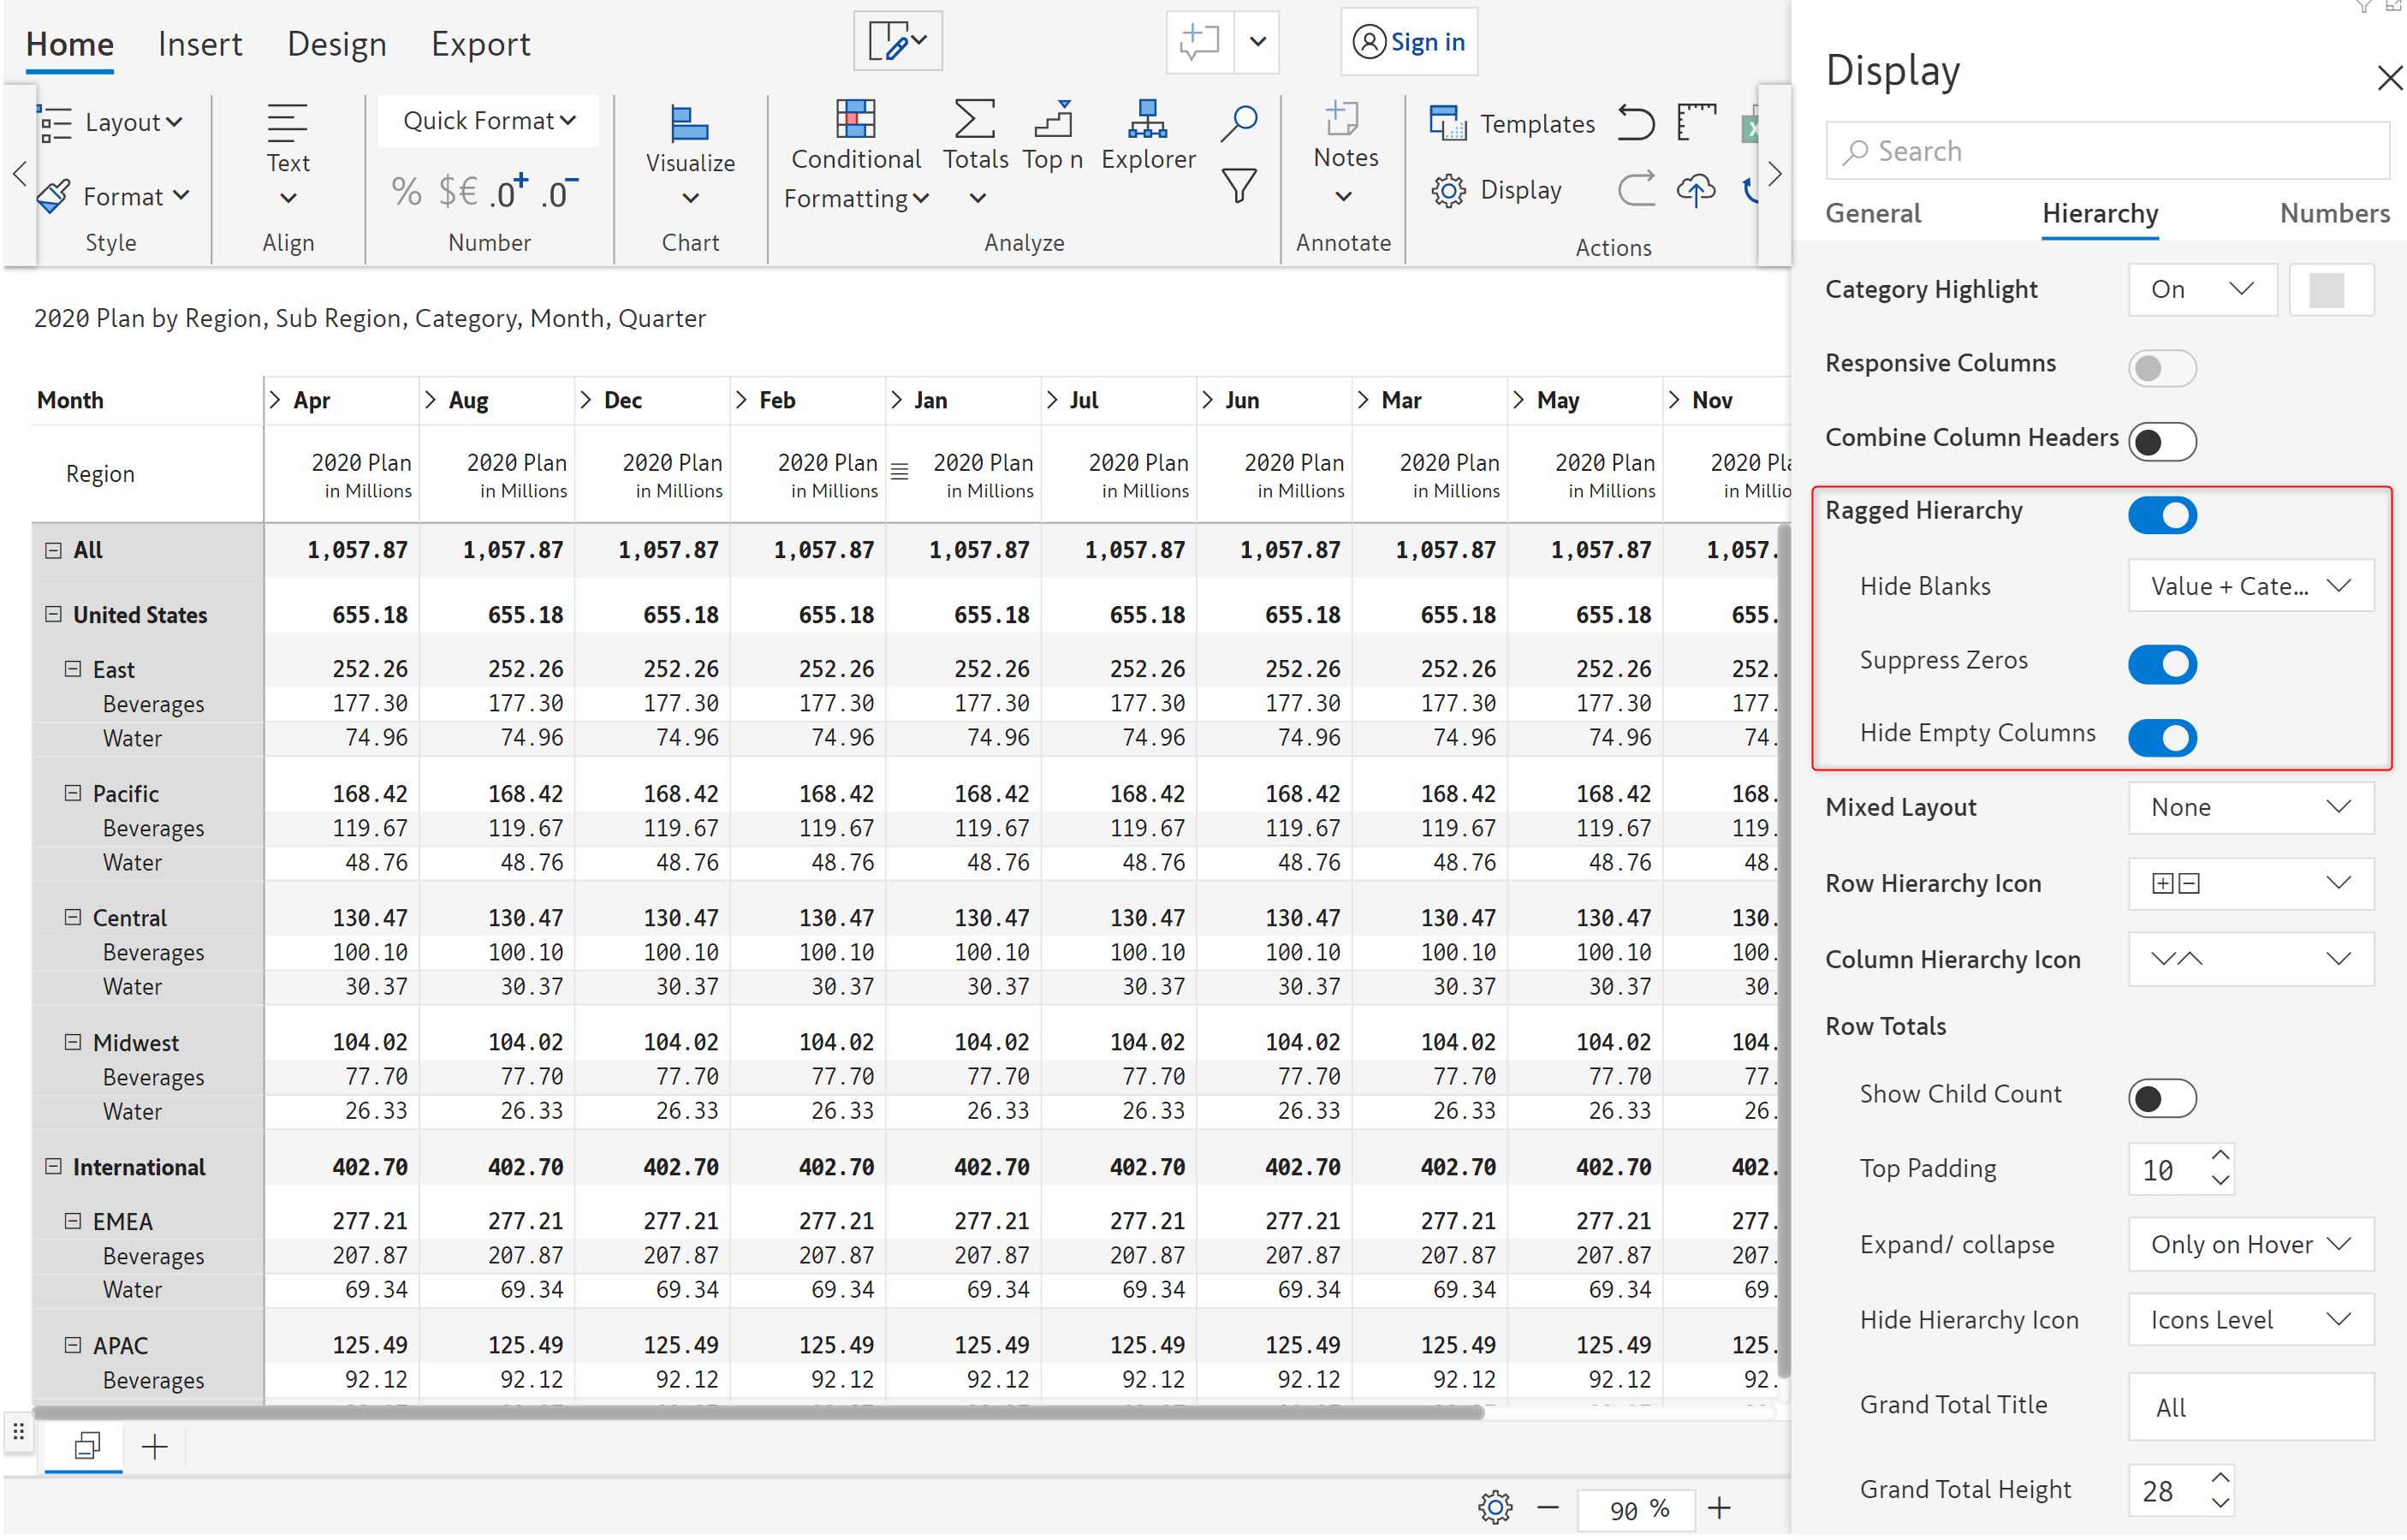 Home Insert Design Export Sign in
Layout Format Style
Text Align
Quick Format % $€ .0+ .0- Number
Visualize Chart
Conditional Formatting Totals Top n Explorer Analyze
Notes Annotate
Templates Display Actions
2020 Plan by Region, Sub Region, Category, Month, Quarter
Month Apr Aug Dec Feb Jan Jul Jun Mar May Nov
Region 2020 Plan 2020 Plan 2020 Plan 2020 Plan 2020 Plan 2020 Plan 2020 Plan 2020 Plan 2020 Plan 2020
in Millions in Millions in Millions in Millions in Millions in Millions in Millions in Millions in Millions in
All 1,057.87 1,057.87 1,057.87 1,057.87 1,057.87 1,057.87 1,057.87 1,057.87 1,057.87 1,057.
United States 655.18 655.18 655.18 655.18 655.18 655.18 655.18 655.18 655.18 655.
East 252.26 252.26 252.26 252.26 252.26 252.26 252.26 252.26 252.26 252.
Beverages 177.30 177.30 177.30 177.30 177.30 177.30 177.30 177.30 177.30 177.
Water 74.96 74.96 74.96 74.96 74.96 74.96 74.96 74.96 74.96 74.
Pacific 168.42 168.42 168.42 168.42 168.42 168.42 168.42 168.42 168.42 168.
Beverages 119.67 119.67 119.67 119.67 119.67 119.67 119.67 119.67 119.67 119.
Water 48.76 48.76 48.76 48.76 48.76 48.76 48.76 48.76 48.76 48.
Central 130.47 130.47 130.47 130.47 130.47 130.47 130.47 130.47 130.47 130.
Beverages 100.10 100.10 100.10 100.10 100.10 100.10 100.10 100.10 100.10 100.
Water 30.37 30.37 30.37 30.37 30.37 30.37 30.37 30.37 30.37 30.
Midwest 104.02 104.02 104.02 104.02 104.02 104.02 104.02 104.02 104.02 104.
Beverages 77.70 77.70 77.70 77.70 77.70 77.70 77.70 77.70 77.70 77.
Water 26.33 26.33 26.33 26.33 26.33 26.33 26.33 26.33 26.33 26.
International 402.70 402.70 402.70 402.70 402.70 402.70 402.70 402.70 402.70 402.
EMEA 277.21 277.21 277.21 277.21 277.21 277.21 277.21 277.21 277.21 277.
Beverages 207.87 207.87 207.87 207.87 207.87 207.87 207.87 207.87 207.87 207.
Water 69.34 69.34 69.34 69.34 69.34 69.34 69.34 69.34 69.34 69.
APAC 125.49 125.49 125.49 125.49 125.49 125.49 125.49 125.49 125.49 125.
Beverages 92.12 92.12 92.12 92.12 92.12 92.12 92.12 92.12 92.12 92.
90 %
Display
Search
General Hierarchy Numbers
Category Highlight On
Responsive Columns
Combine Column Headers
Ragged Hierarchy
Hide Blanks Value + Cate...
Suppress Zeros
Hide Empty Columns
Mixed Layout None
Row Hierarchy Icon
Column Hierarchy Icon
Row Totals
Show Child Count
Top Padding 10
Expand/ collapse Only on Hover
Hide Hierarchy Icon Icons Level
Grand Total Title All
Grand Total Height 28